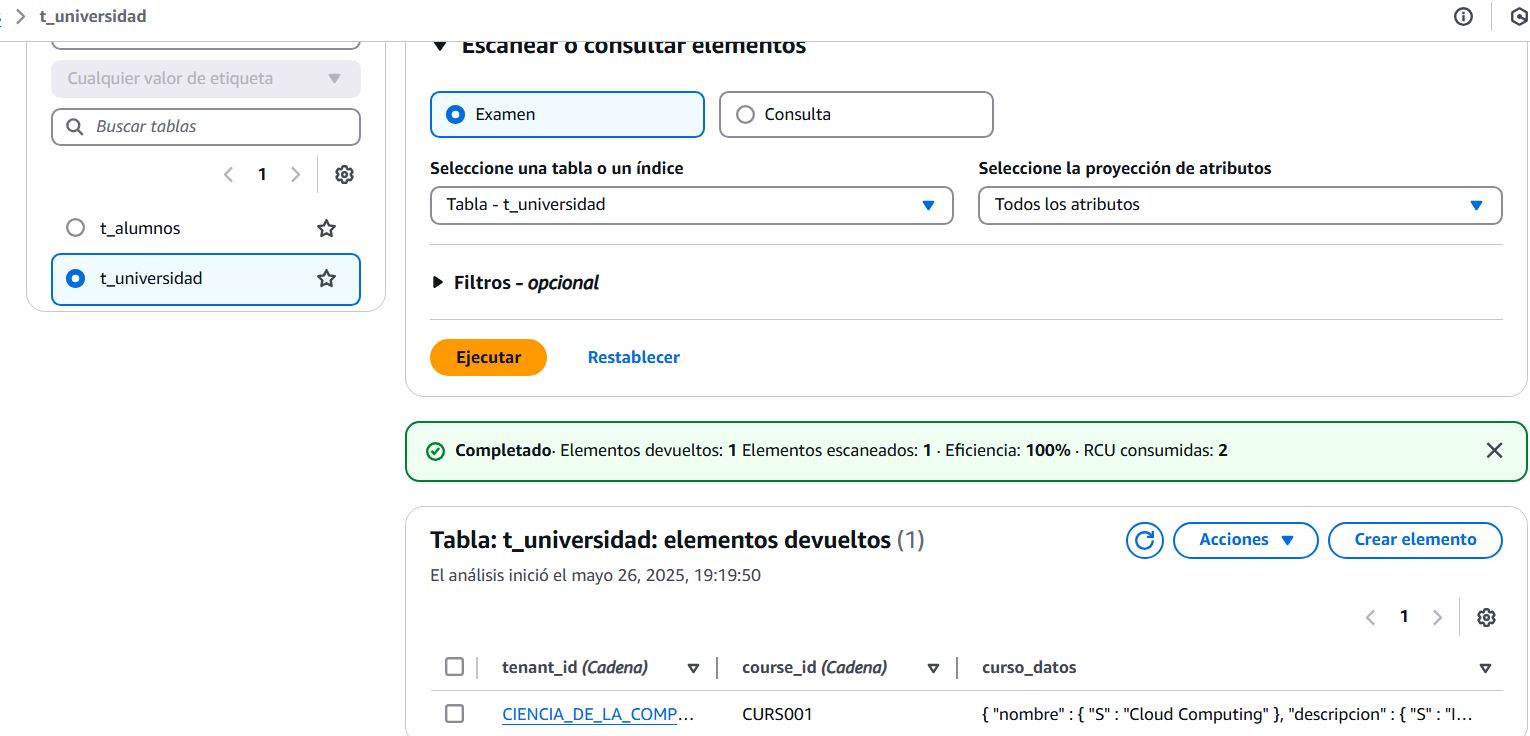 t_universidad
Cualquier valor de etiqueta
Buscar tablas
1
t_alumnos
t_universidad
Escanear o consultar elementos
Examen
Consulta
Seleccione una tabla o un índice
Seleccione la proyección de atributos
Tabla - t_universidad
Todos los atributos
Filtros - opcional
Ejecutar
Restablecer
Completado· Elementos devueltos: 1 Elementos escaneados: 1 · Eficiencia: 100% · RCU consumidas: 2
Tabla: t_universidad: elementos devueltos (1)
Acciones
Crear elemento
El análisis inició el mayo 26, 2025, 19:19:50
1
tenant_id (Cadena)
course_id (Cadena)
curso_datos
CIENCIA_DE_LA_COMP...
CURS001
{ "nombre" : { "S" : "Cloud Computing" }, "descripcion" : { "S" : "I...